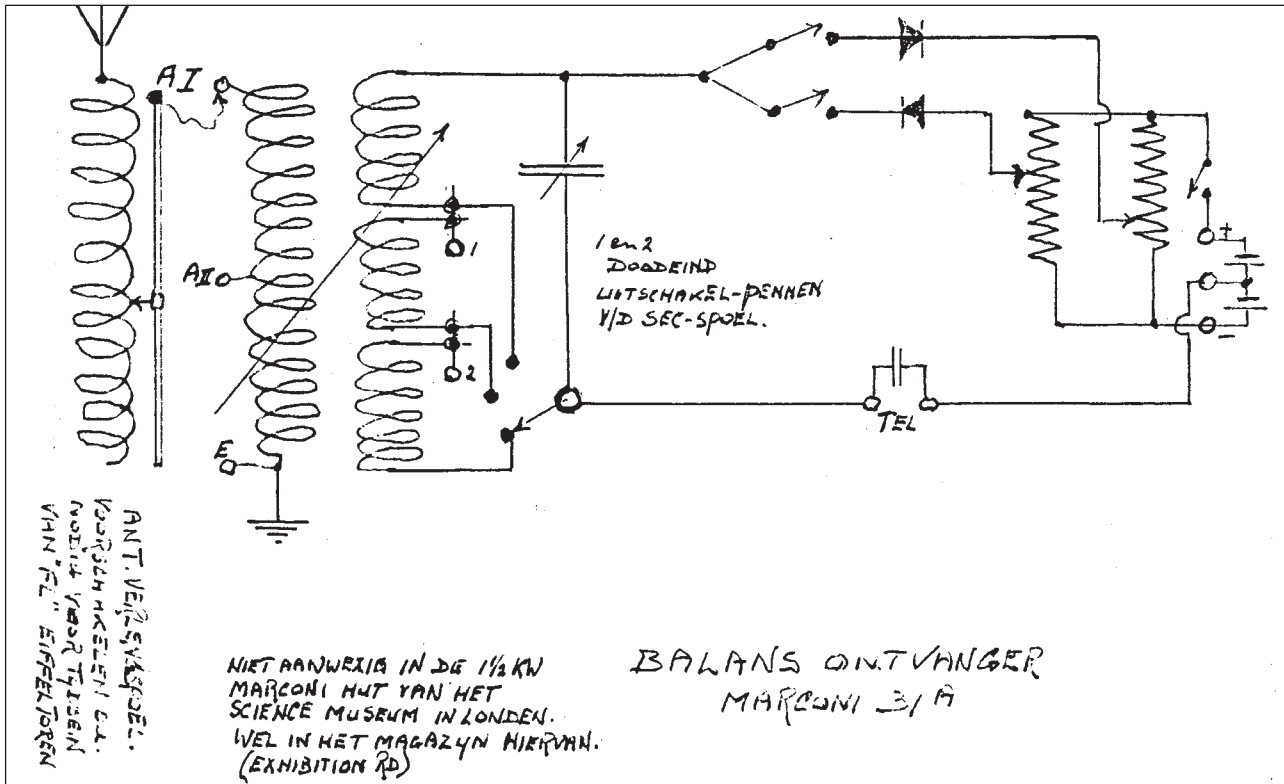 A I
A II
E
1
2
1 en 2
DOODEIND
UITSCHAKEL-PENNEN
V/D SEC-SPOEL.
TEL
+
-
ANT. VERL.
VOORSCHAKELEN
NODIG VOOR TYDSEIN
VAN "FL" EIFFELTOREN
NIET AANWEZIG IN DE 1½ KW
MARCONI HUT VAN HET
SCIENCE MUSEUM IN LONDEN.
WEL IN HET MAGAZYN HIERVAN.
(EXHIBITION RD)
BALANS ONTVANGER
MARCONI 31A